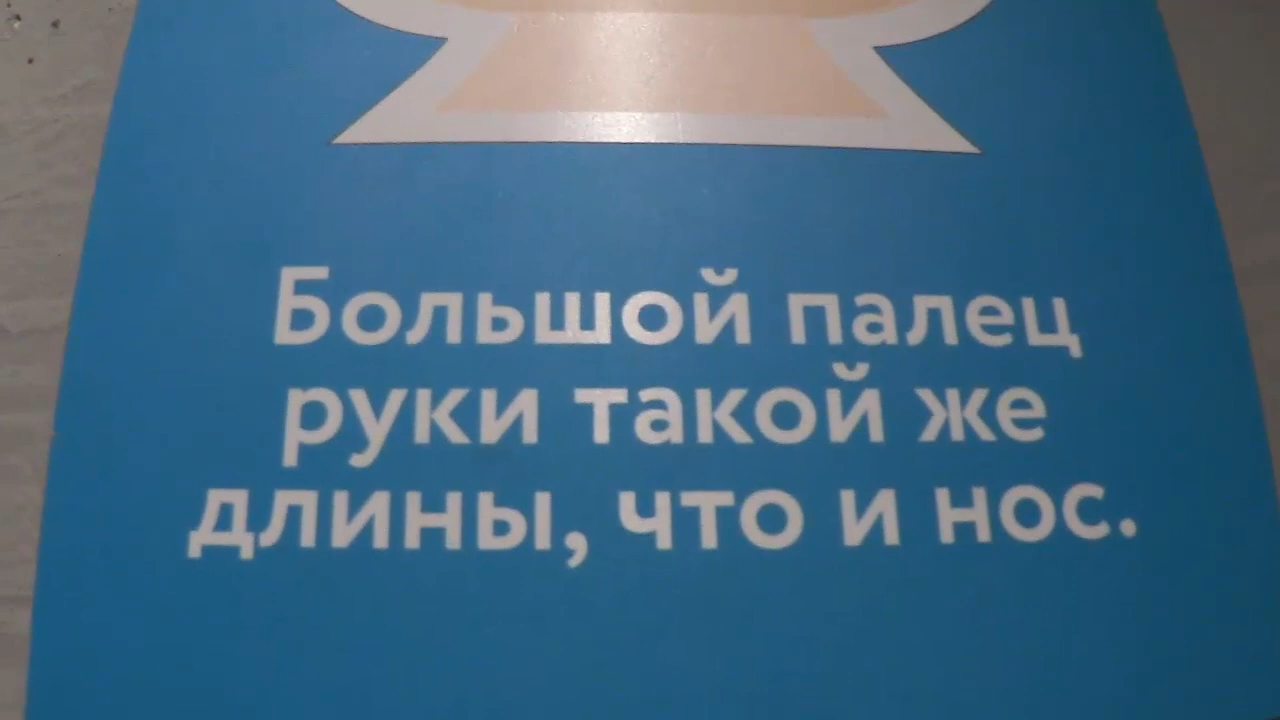 Большой палец
руки такой же
длины, что и нос.